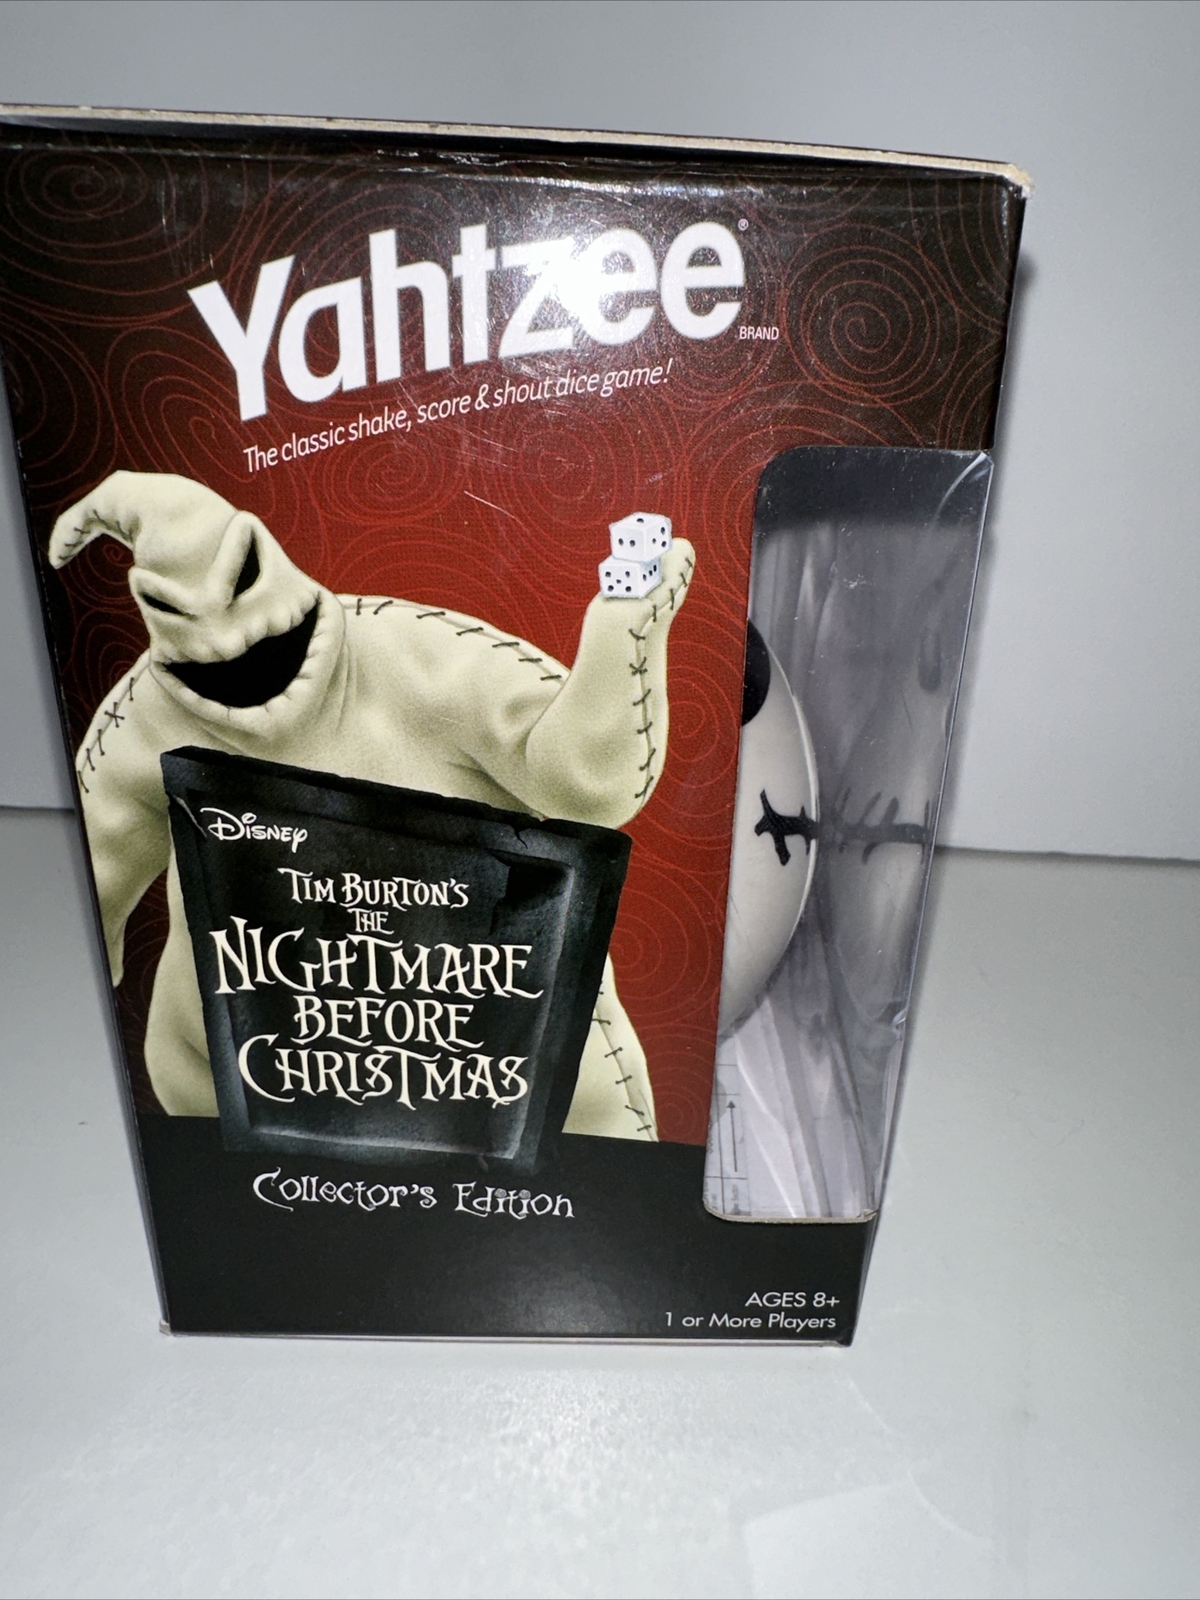 Yahtzee®
BRAND
The classic shake, score & shout dice game!
Disney
Tim Burton's
The
Nightmare
Before
Christmas
Collector's Edition
AGES 8+
1 or More Players